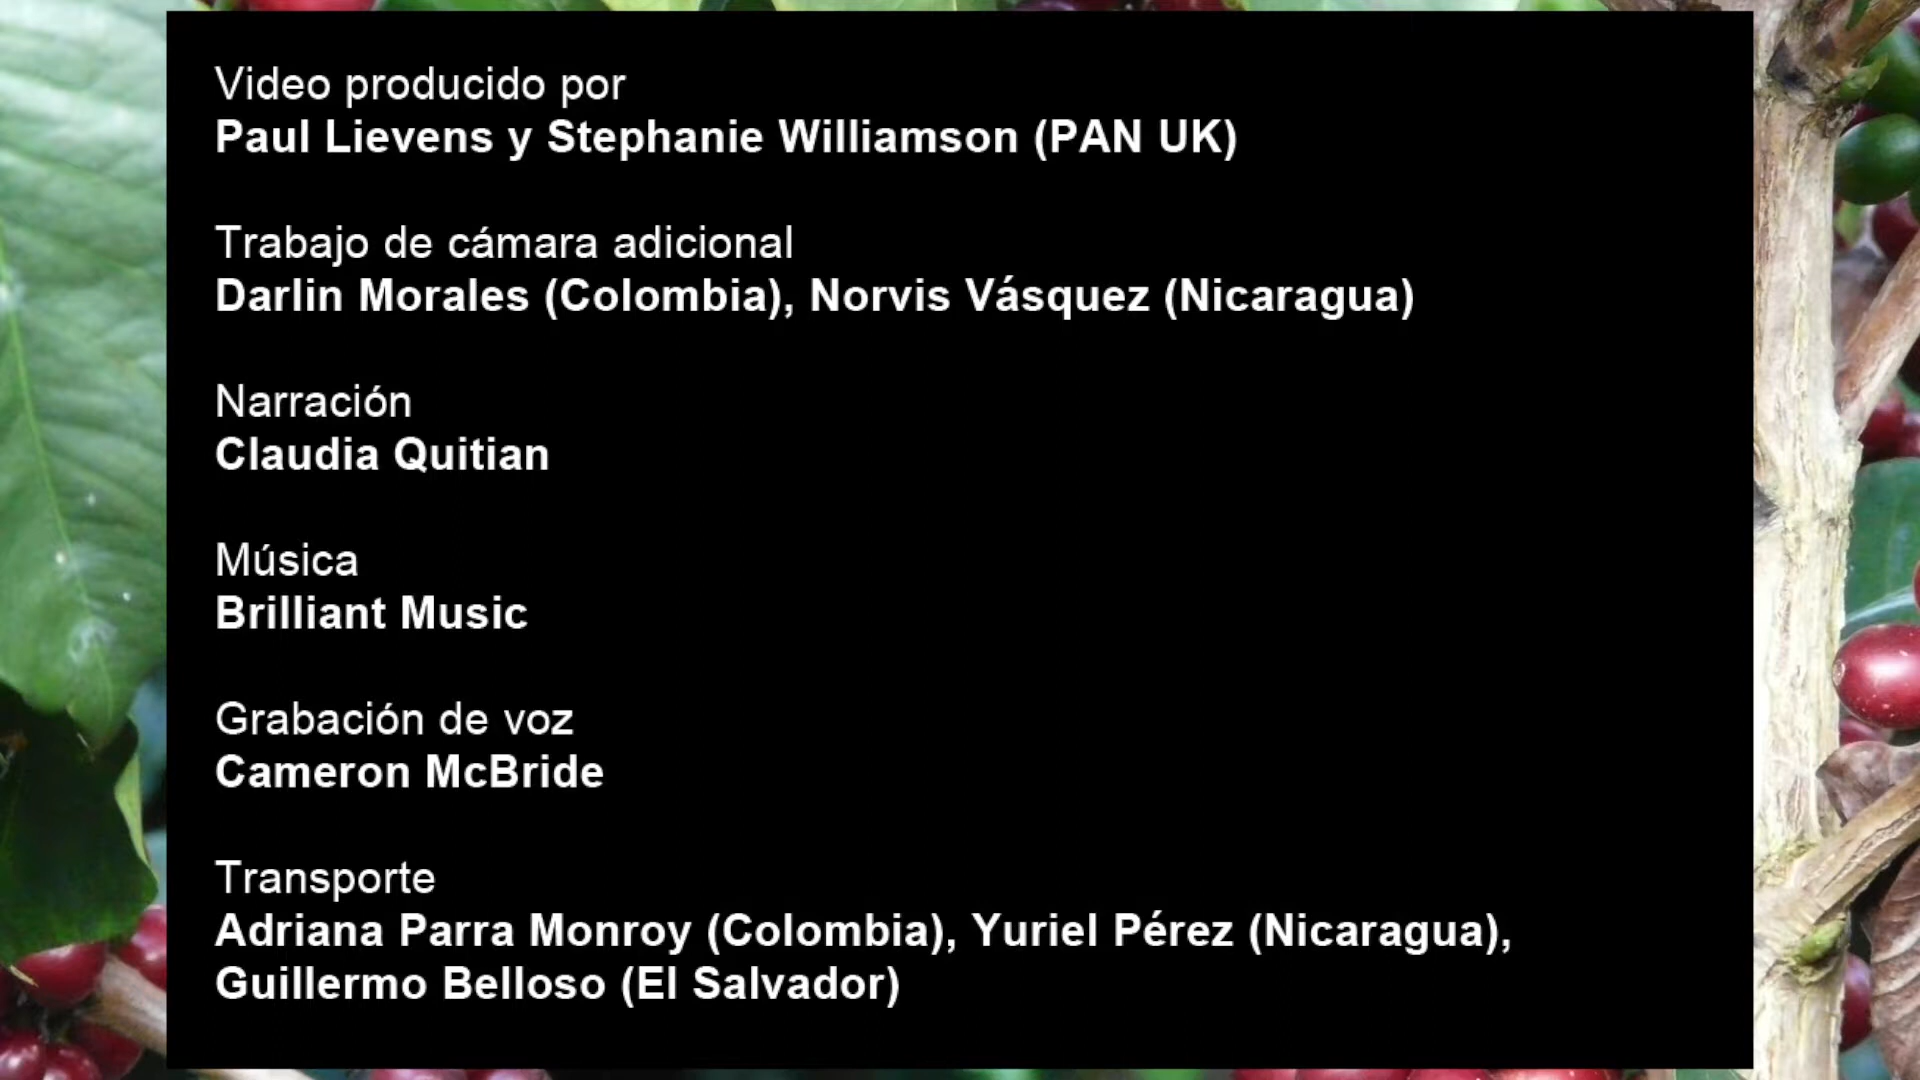 Video producido por
Paul Lievens y Stephanie Williamson (PAN UK)
Trabajo de cámara adicional
Darlin Morales (Colombia), Norvis Vásquez (Nicaragua)
Narración
Claudia Quitian
Música
Brilliant Music
Grabación de voz
Cameron McBride
Transporte
Adriana Parra Monroy (Colombia), Yuriel Pérez (Nicaragua),
Guillermo Belloso (El Salvador)